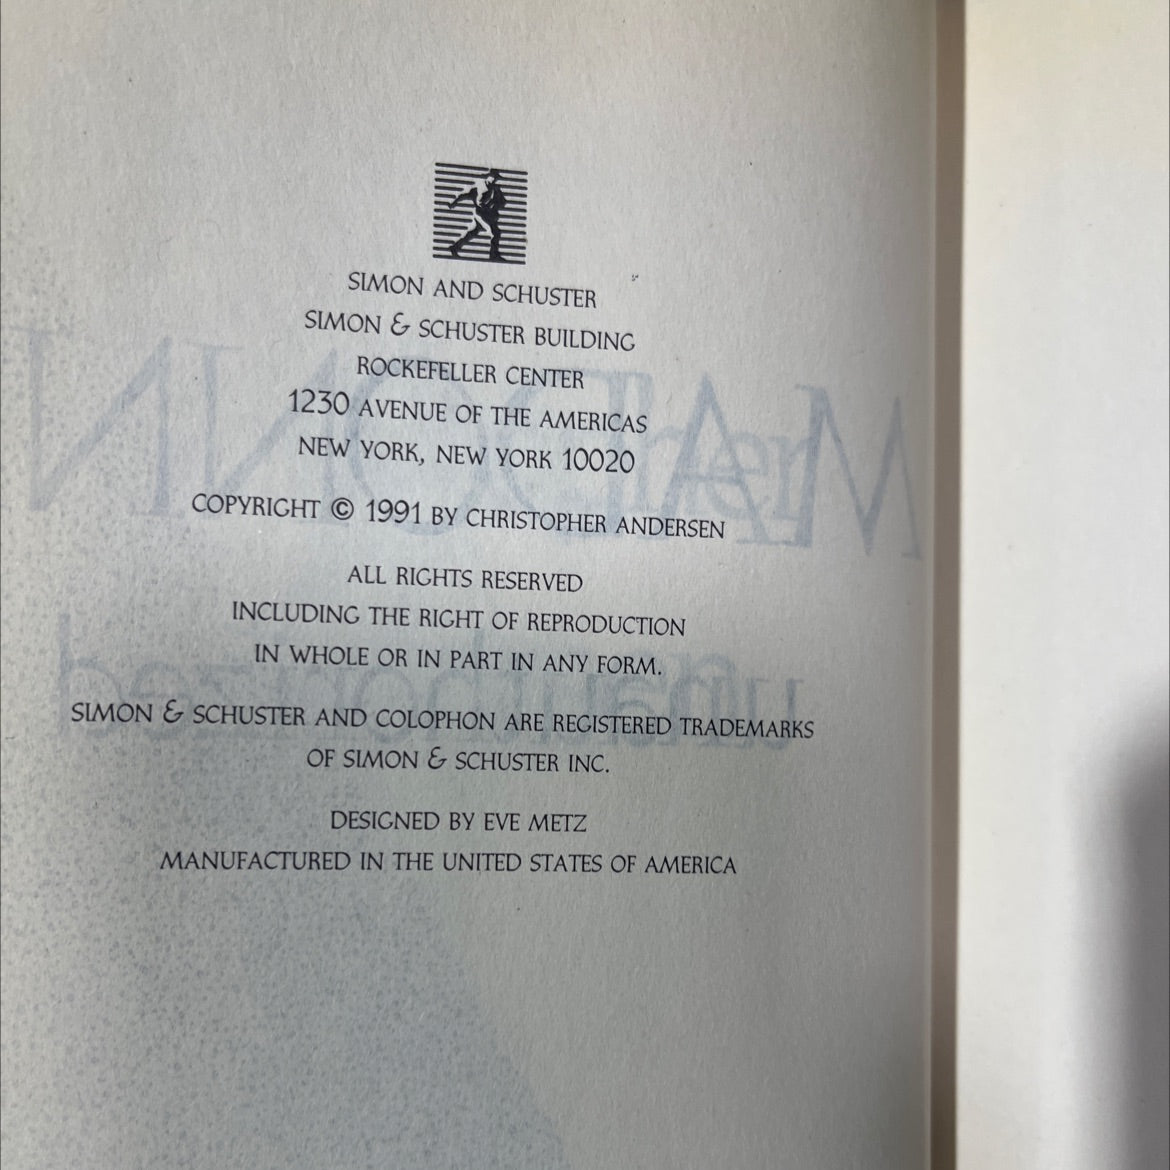 SIMON AND SCHUSTER
SIMON & SCHUSTER BUILDING
ROCKEFELLER CENTER
1230 AVENUE OF THE AMERICAS
NEW YORK, NEW YORK 10020
COPYRIGHT © 1991 BY CHRISTOPHER ANDERSEN
ALL RIGHTS RESERVED
INCLUDING THE RIGHT OF REPRODUCTION
IN WHOLE OR IN PART IN ANY FORM.
SIMON & SCHUSTER AND COLOPHON ARE REGISTERED TRADEMARKS
OF SIMON & SCHUSTER INC.
DESIGNED BY EVE METZ
MANUFACTURED IN THE UNITED STATES OF AMERICA